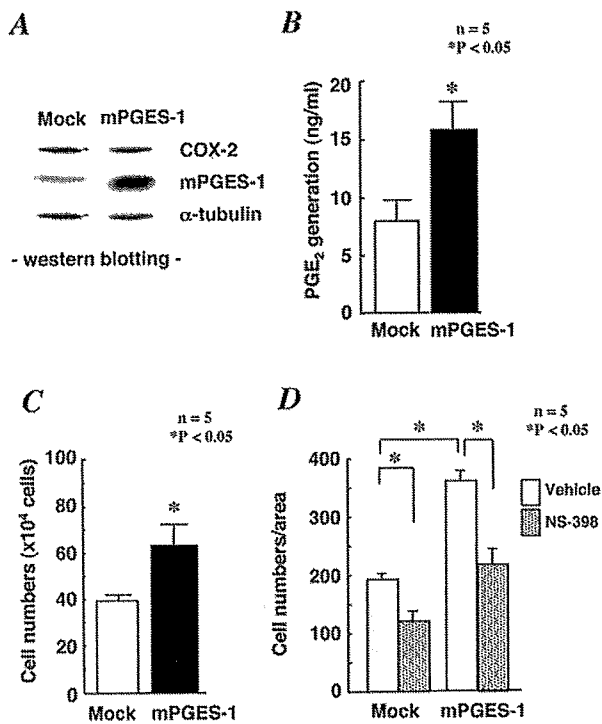 A
Mock mPGES-1
COX-2
mPGES-1
α-tubulin
- western blotting -
B
n = 5
*P < 0.05
PGE₂ generation (ng/ml)
20
15
10
5
0
*
Mock mPGES-1
C
n = 5
*P < 0.05
Cell numbers (x10⁴ cells)
100
80
60
40
20
0
*
Mock mPGES-1
D
n = 5
*P < 0.05
Cell numbers/area
400
300
200
100
0
* * *
Vehicle
NS-398
Mock mPGES-1